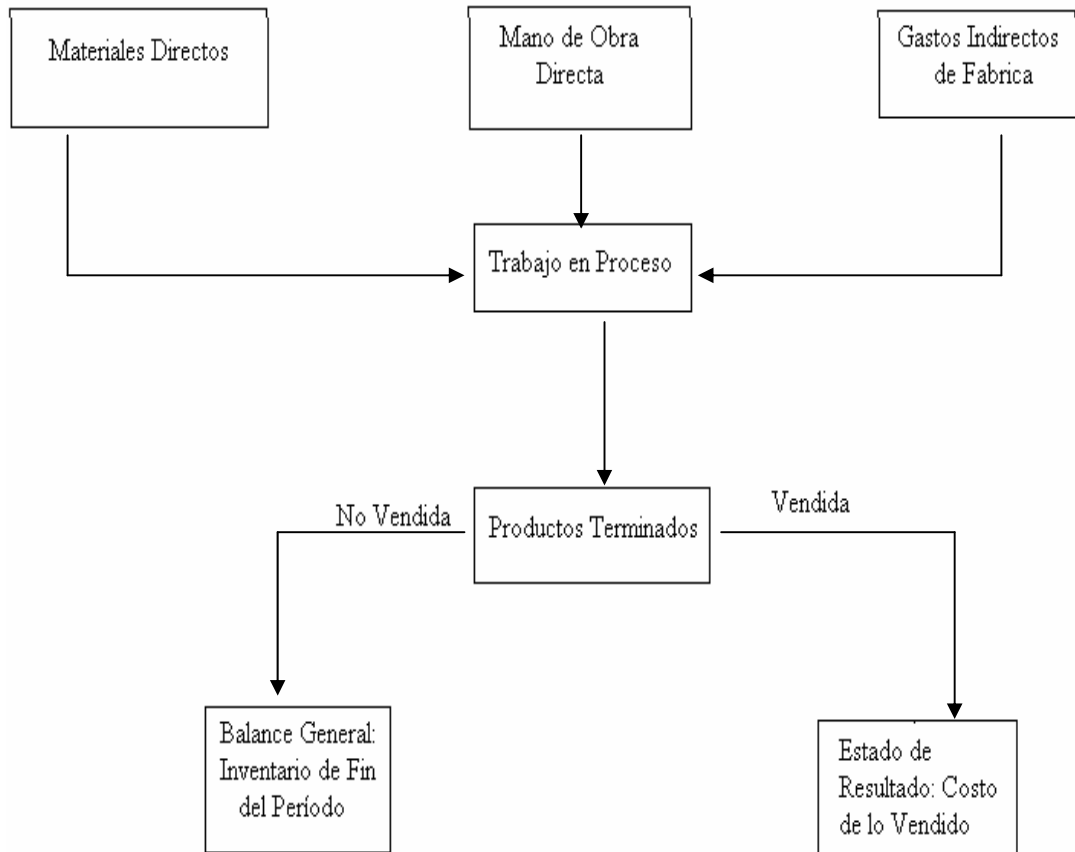 Materiales Directos
Mano de Obra
Directa
Gastos Indirectos
de Fabrica
Trabajo en Proceso
No Vendida
Productos Terminados
Vendida
Balance General:
Inventario de Fin
del Período
Estado de
Resultado: Costo
de lo Vendido